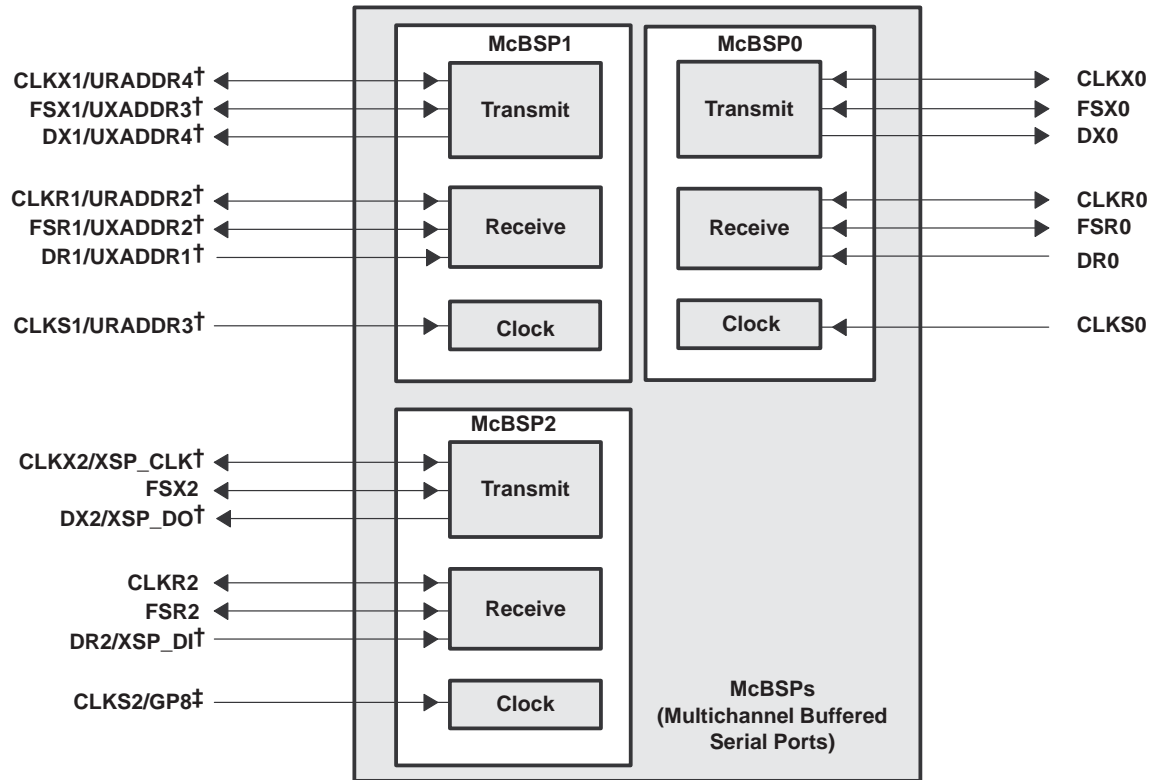 McBSP1
McBSP0
CLKX1/URADDR4†
FSX1/UXADDR3†
DX1/UXADDR4†
Transmit
Transmit
CLKX0
FSX0
DX0
CLKR1/URADDR2†
FSR1/UXADDR2†
DR1/UXADDR1†
Receive
Receive
CLKR0
FSR0
DR0
CLKS1/URADDR3†
Clock
Clock
CLKS0
McBSP2
CLKX2/XSP_CLK†
FSX2
DX2/XSP_DO†
Transmit
CLKR2
FSR2
DR2/XSP_DI†
Receive
CLKS2/GP8‡
Clock
McBSPs
(Multichannel Buffered
Serial Ports)